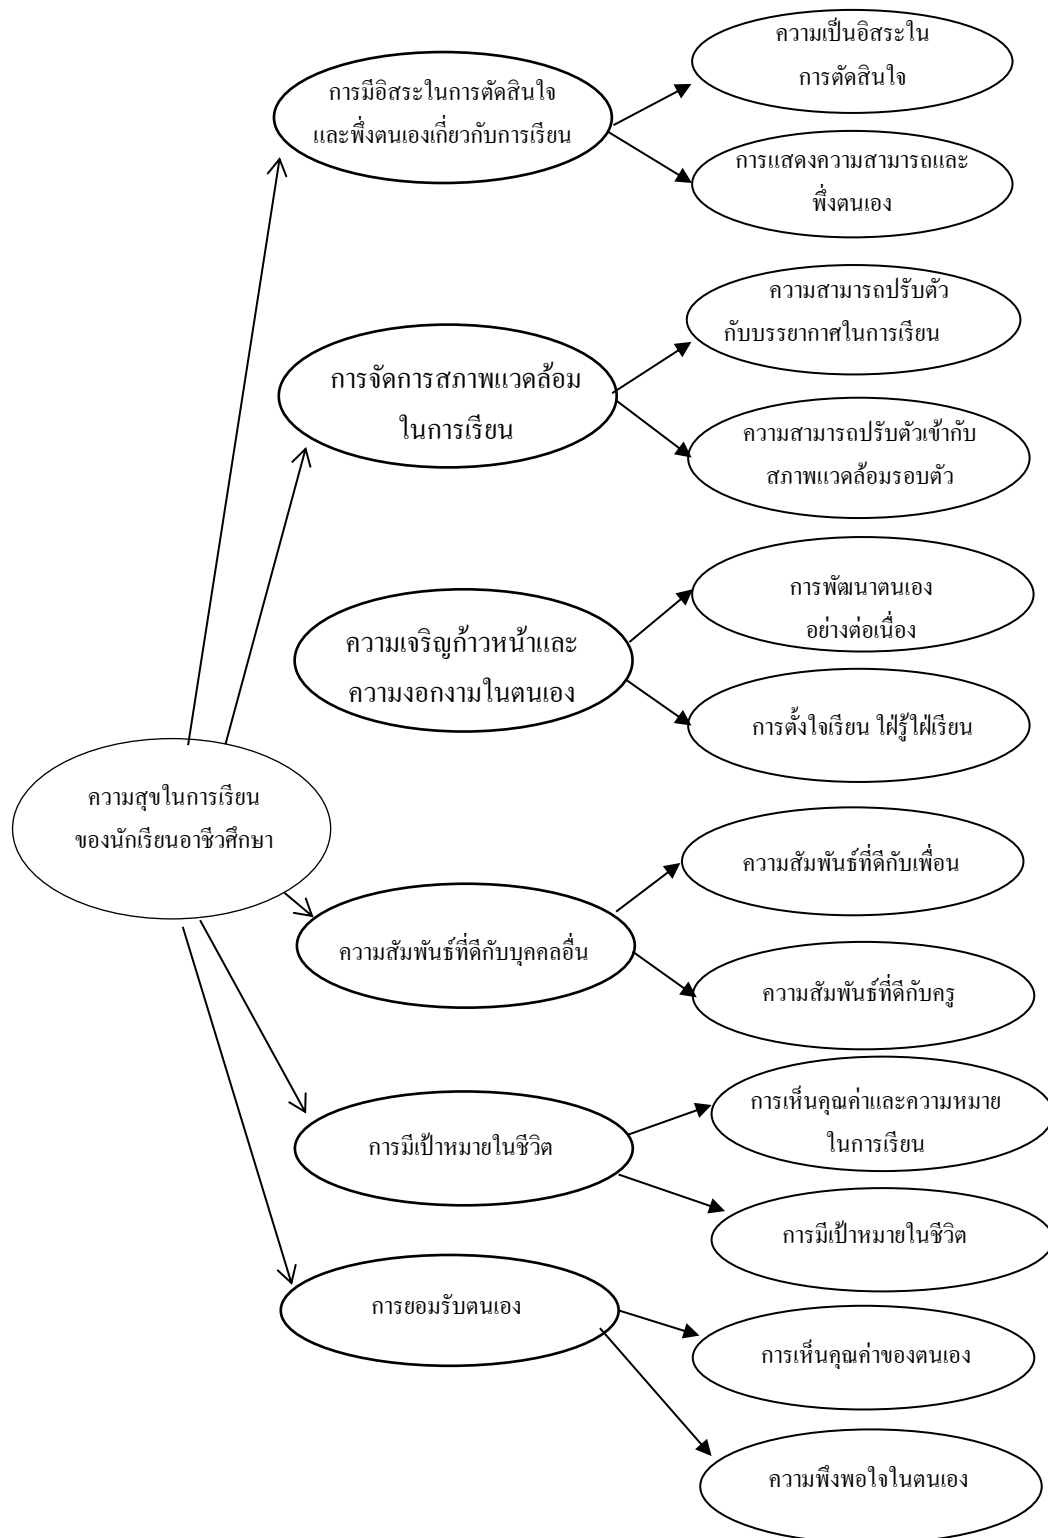 ความเป็นอิสระใน
การตัดสินใจ
การมีอิสระในการตัดสินใจ
และพึ่งตนเองเกี่ยวกับการเรียน
การแสดงความสามารถและ
พึ่งตนเอง
ความสามารถปรับตัว
กับบรรยากาศในการเรียน
การจัดการสภาพแวดล้อม
ในการเรียน
ความสามารถปรับตัวเข้ากับ
สภาพแวดล้อมรอบตัว
การพัฒนาตนเอง
อย่างต่อเนื่อง
ความเจริญก้าวหน้าและ
ความงอกงามในตนเอง
การตั้งใจเรียน ใฝ่รู้ใฝ่เรียน
ความสุขในการเรียน
ของนักเรียนอาชีวศึกษา
ความสัมพันธ์ที่ดีกับเพื่อน
ความสัมพันธ์ที่ดีกับบุคคลอื่น
ความสัมพันธ์ที่ดีกับครู
การเห็นคุณค่าและความหมาย
ในการเรียน
การมีเป้าหมายในชีวิต
การมีเป้าหมายในชีวิต
การยอมรับตนเอง
การเห็นคุณค่าของตนเอง
ความพึงพอใจในตนเอง